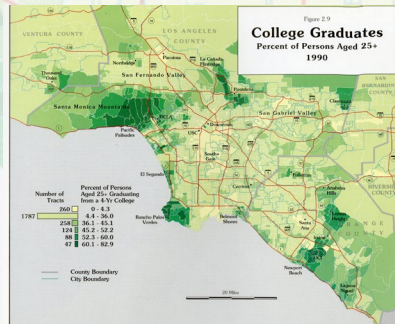 Figure 2.9
College Graduates
Percent of Persons Aged 25+
1990
VENTURA COUNTY
LOS ANGELES
COUNTY
SAN
BERNARDINO
COUNTY
Northridge
Pacoima
La Cañada
Flintridge
Thousand
Oaks
San Fernando Valley
Pasadena
Claremont
Santa Monica Mountains
UCLA
San Gabriel Valley
Pacific
Palisades
USC
South
Gate
El Segundo
Cerritos
Fullerton
Anaheim
Hills
RIVERSIDE
COUNTY
Rancho Palos
Verdes
Belmont
Shores
Santa
Ana
ORANGE
COUNTY
UCI
Newport
Beach
Laguna
Niguel
Number of
Tracts
Percent of Persons
Aged 25+ Graduating
from a 4-Yr College
260 0 - 4.3
1787 4.4 - 36.0
258 36.1 - 45.1
124 45.2 - 52.2
88 52.3 - 60.0
47 60.1 - 82.9
County Boundary
City Boundary
20 Miles